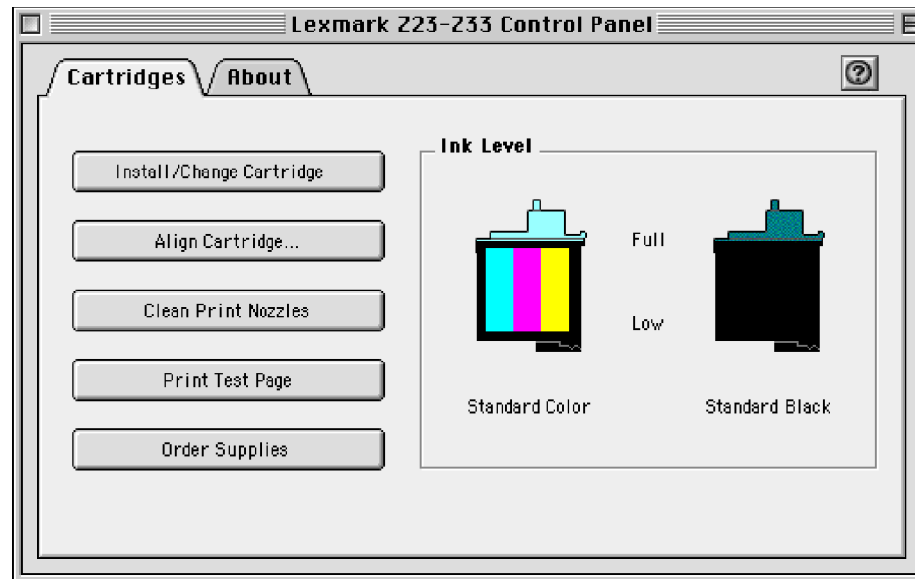 Lexmark Z23-Z33 Control Panel
Cartridges
About
?
Install/Change Cartridge
Align Cartridge...
Clean Print Nozzles
Print Test Page
Order Supplies
Ink Level
Full
Low
Standard Color
Standard Black